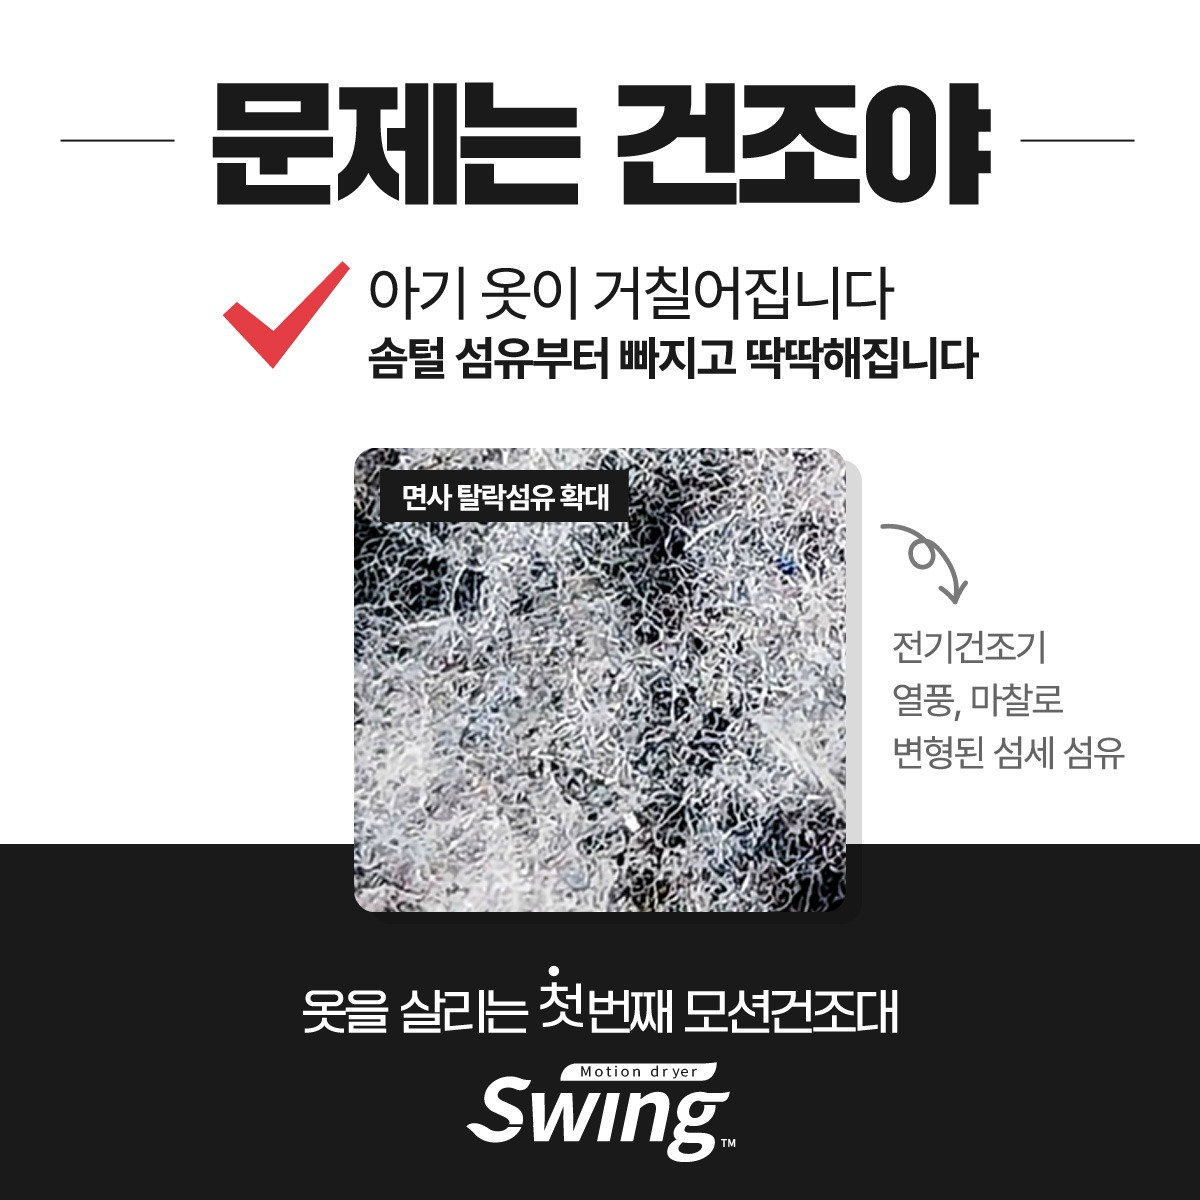 문제는 건조야
아기 옷이 거칠어집니다
솜털 섬유부터 빠지고 딱딱해집니다
면사 탈락섬유 확대
전기건조기
열풍, 마찰로
변형된 섬세 섬유
옷을 살리는 첫번째 모션건조대
Motion dryer
Swing™